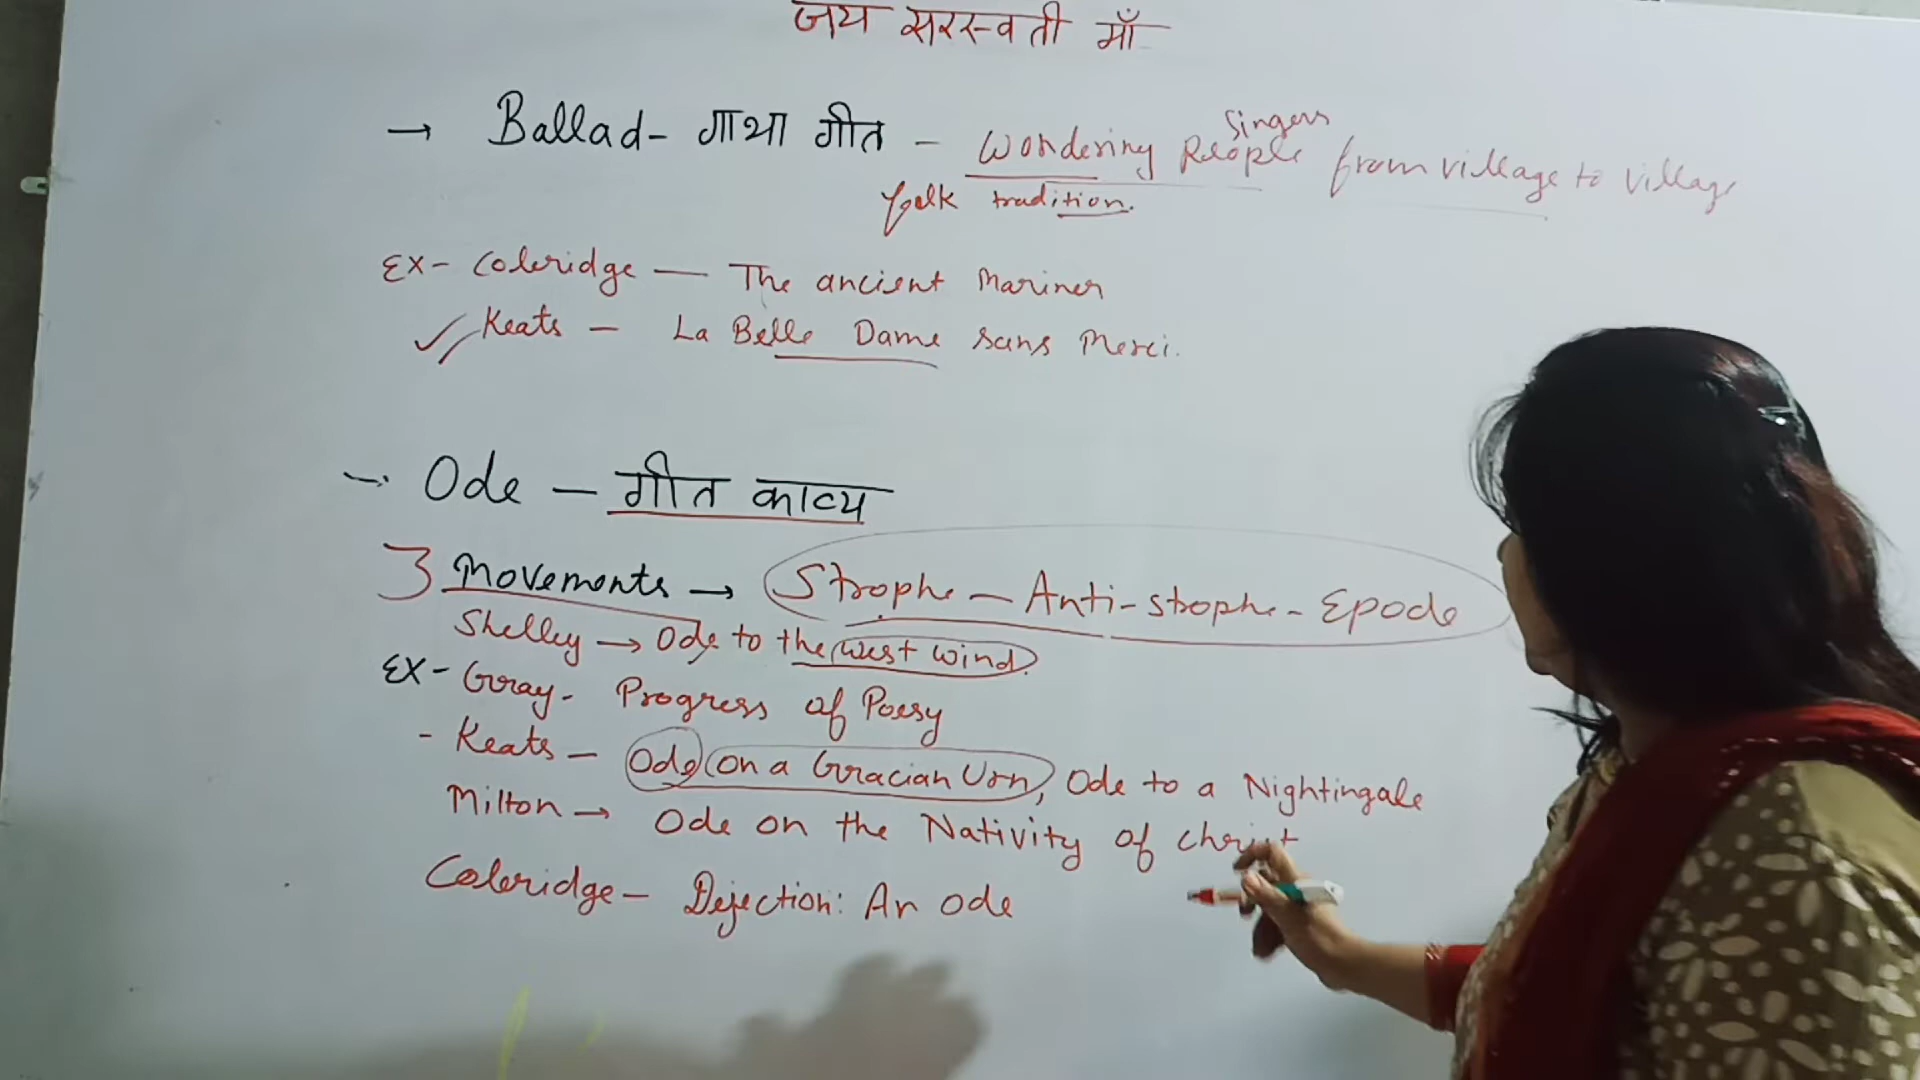 जय सरस्वती माँ
→ Ballad - गाथा गीत - Wondering People Singers from village to village
folk tradition.
Ex - Coleridge — The ancient Mariner
Keats — La Belle Dame sans Merci.
→ Ode — गीत काव्य
3 Movements → Strophe — Anti-strophe - Epode
Shelley → Ode to the west wind.
Ex - Gray - Progress of Poesy
- Keats — Ode on a Gracian Urn, Ode to a Nightingale
Milton → Ode on the Nativity of Christ
Coleridge — Dejection: An Ode